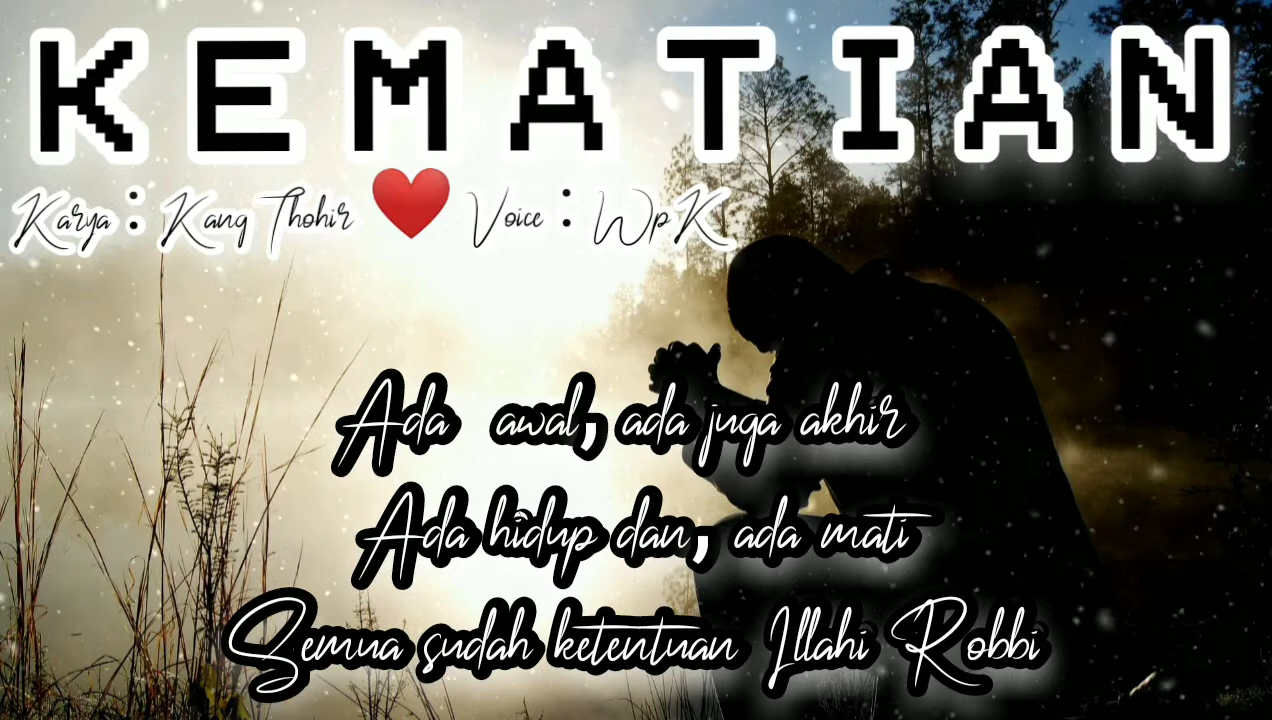 KEMATIAN
Karya : Kang Thohir ❤️ Voice : WpK
Ada awal, ada juga akhir
Ada hidup dan, ada mati
Semua sudah ketentuan Illahi Robbi